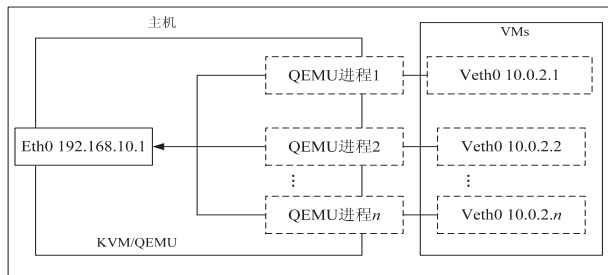 主机
VMs
QEMU进程1
Veth0 10.0.2.1
Eth0 192.168.10.1
QEMU进程2
Veth0 10.0.2.2
⋮
⋮
QEMU进程n
Veth0 10.0.2.n
KVM/QEMU